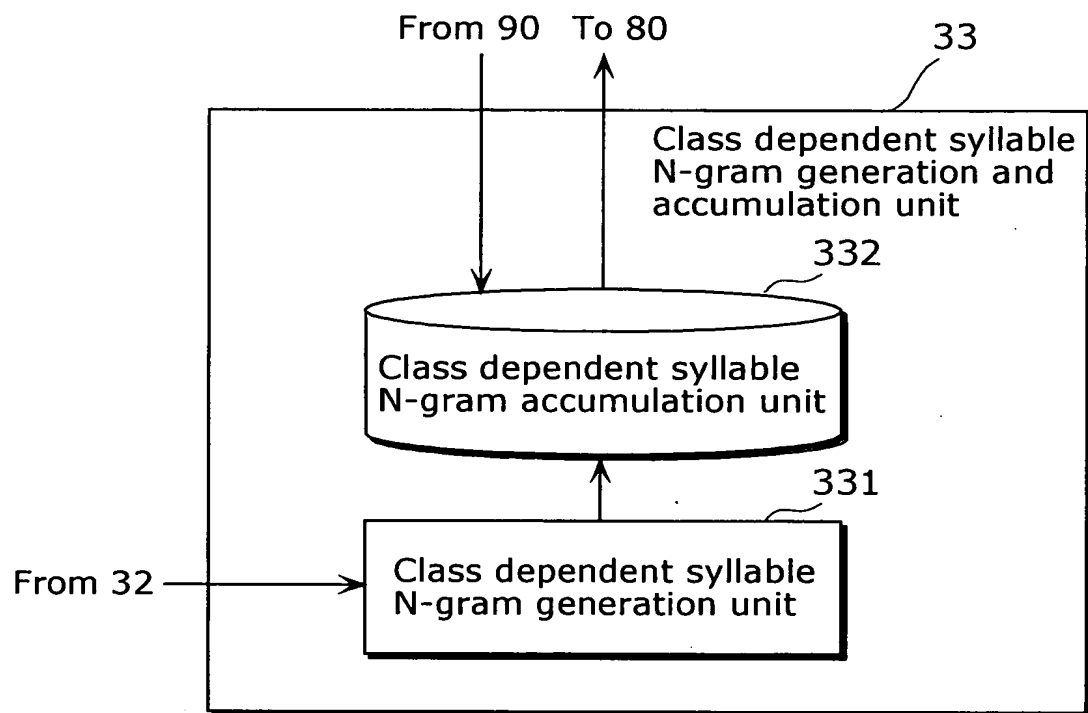 From 90 To 80
33
Class dependent syllable
N-gram generation and
accumulation unit
332
Class dependent syllable
N-gram accumulation unit
331
From 32
Class dependent syllable
N-gram generation unit